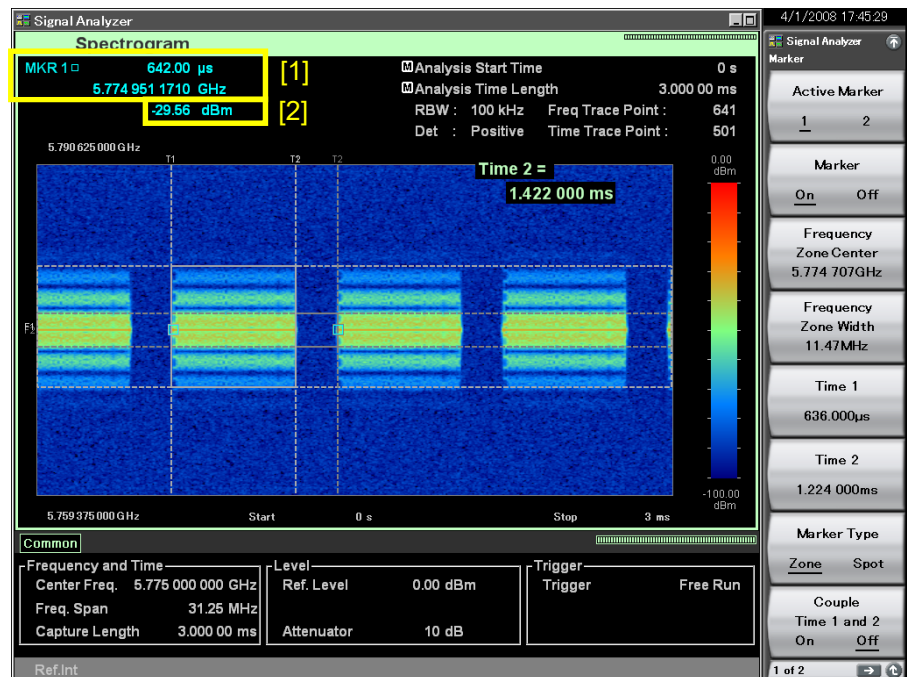 Signal Analyzer
4/1/2008 17:45:29
Spectrogram
MKR 1 642.00 µs
5.774 951 1710 GHz
[1]
-29.56 dBm
[2]
M Analysis Start Time 0 s
M Analysis Time Length 3.000 00 ms
RBW : 100 kHz Freq Trace Point : 641
Det : Positive Time Trace Point : 501
5.790 625 000 GHz
T1 T2 T2
Time 2 =
1.422 000 ms
0.00
dBm
-100.00
dBm
5.759 375 000 GHz Start 0 s Stop 3 ms
Common
Frequency and Time
Center Freq. 5.775 000 000 GHz
Freq. Span 31.25 MHz
Capture Length 3.000 00 ms
Level
Ref. Level 0.00 dBm
Attenuator 10 dB
Trigger
Trigger Free Run
Ref.Int
Signal Analyzer
Marker
Active Marker
1 2
Marker
On Off
Frequency
Zone Center
5.774 707GHz
Frequency
Zone Width
11.47MHz
Time 1
636.000µs
Time 2
1.224 000ms
Marker Type
Zone Spot
Couple
Time 1 and 2
On Off
1 of 2